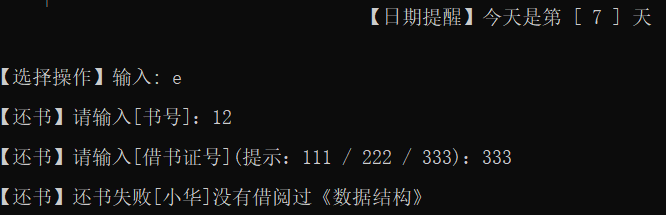 【日期提醒】今天是第 [ 7 ] 天
【选择操作】输入: e
【还书】请输入[书号]: 12
【还书】请输入[借书证号](提示: 111 / 222 / 333): 333
【还书】还书失败[小华]没有借阅过《数据结构》